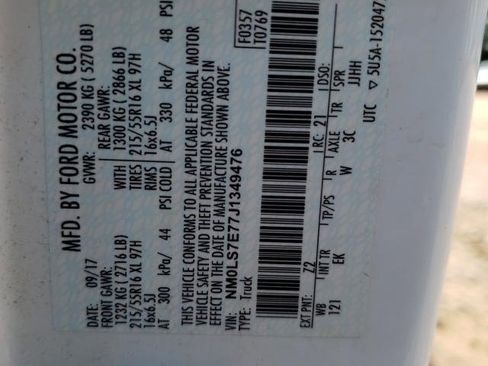 MFD. BY FORD MOTOR CO.
DATE: 09/17 GVWR: 2390 KG ( 5270 LB)
FRONT GAWR: REAR GAWR:
1232 KG ( 2716 LB) WITH 1300 KG ( 2866 LB)
215/55R16 XL 97H TIRES 215/55R16 XL 97H
16x6.5J RIMS 16x6.5J
AT 300 kPa/ 44 PSI COLD AT 330 kPa/ 48 PSI
THIS VEHICLE CONFORMS TO ALL APPLICABLE FEDERAL MOTOR
VEHICLE SAFETY AND THEFT PREVENTION STANDARDS IN
EFFECT ON THE DATE OF MANUFACTURE SHOWN ABOVE.
VIN: NM0LS7E77J1349476
TYPE: Truck
F0357
T0769
EXT PNT: Z2 RC: 21 DSO:
WB INT TR TP/PS R AXLE TR SPR
121 EK W 3C JJHH
UTC ▽ 5U5A-152047